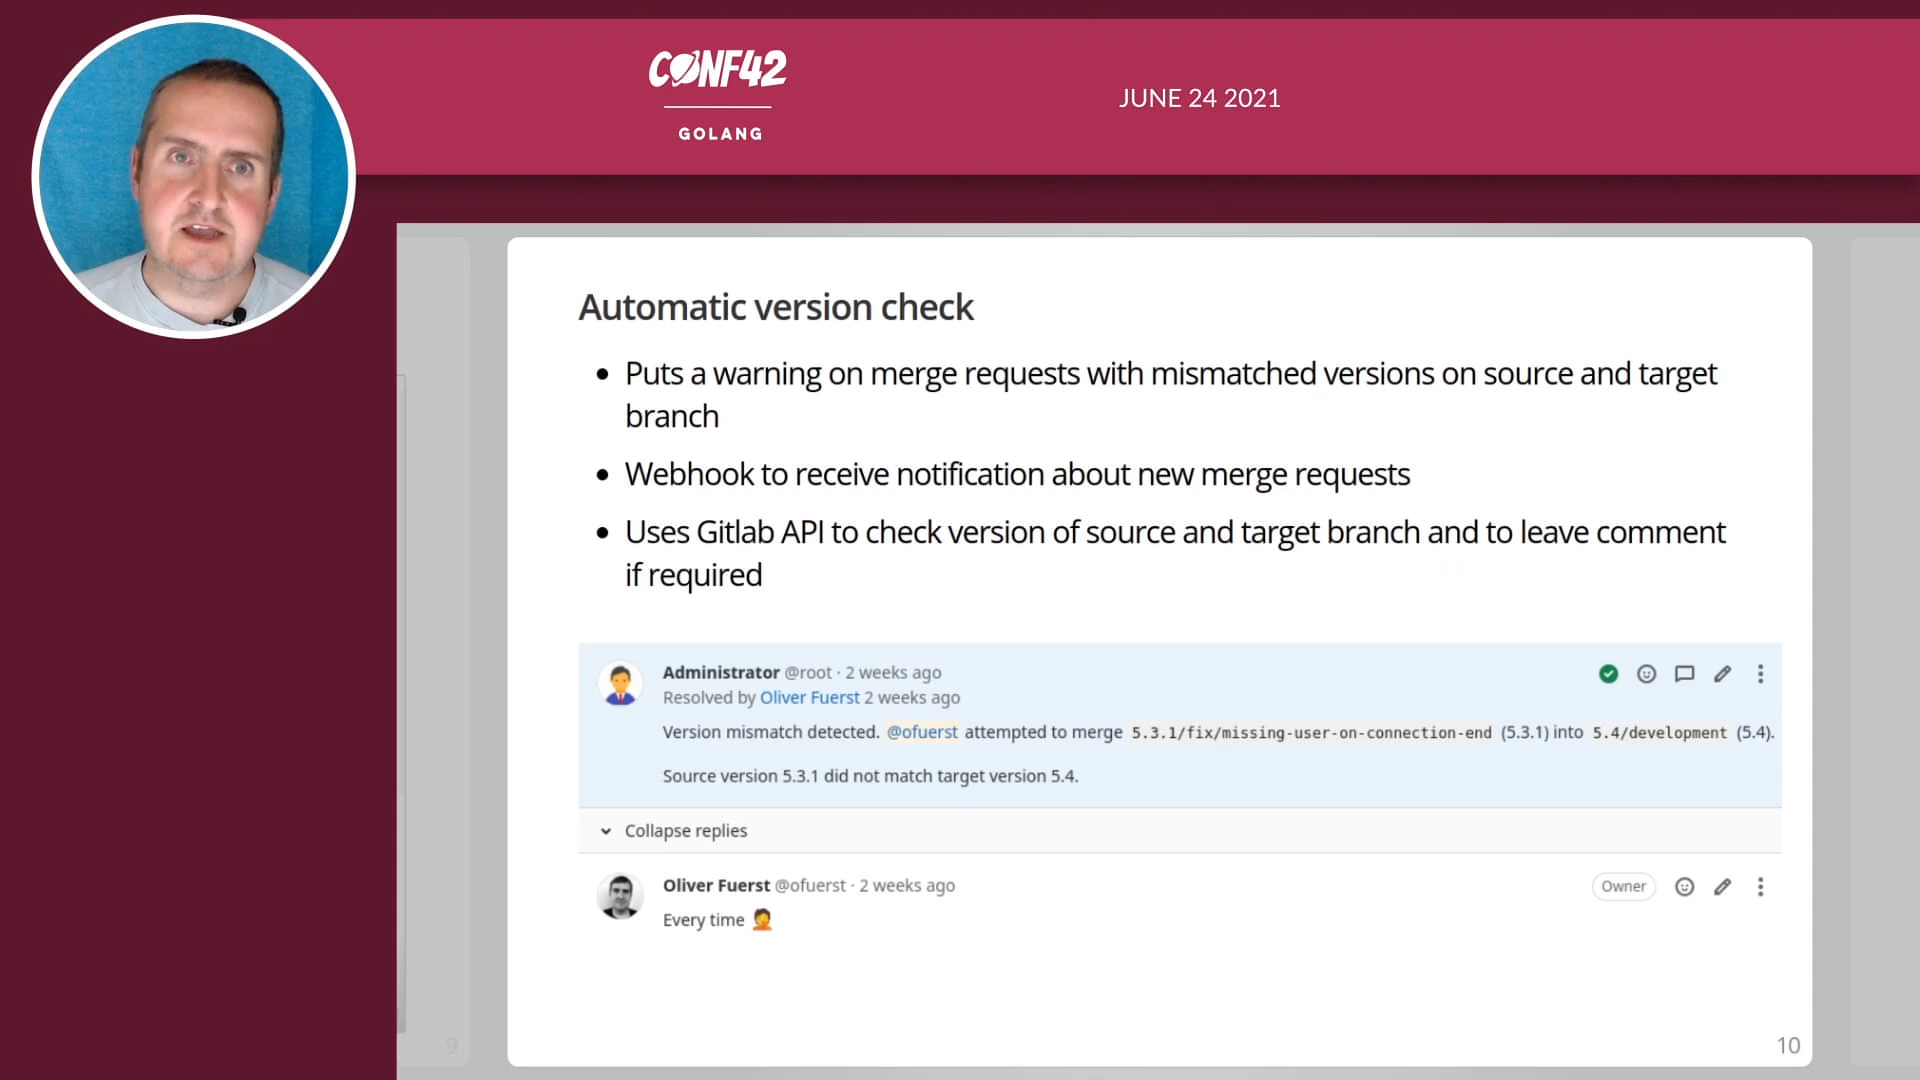 CONF42
GOLANG
JUNE 24 2021
Automatic version check
• Puts a warning on merge requests with mismatched versions on source and target
branch
• Webhook to receive notification about new merge requests
• Uses Gitlab API to check version of source and target branch and to leave comment
if required
Administrator @root · 2 weeks ago
Resolved by Oliver Fuerst 2 weeks ago
Version mismatch detected. @ofuerst attempted to merge 5.3.1/fix/missing-user-on-connection-end (5.3.1) into 5.4/development (5.4).
Source version 5.3.1 did not match target version 5.4.
Collapse replies
Oliver Fuerst @ofuerst · 2 weeks ago
Owner
Every time 🤦
9
10